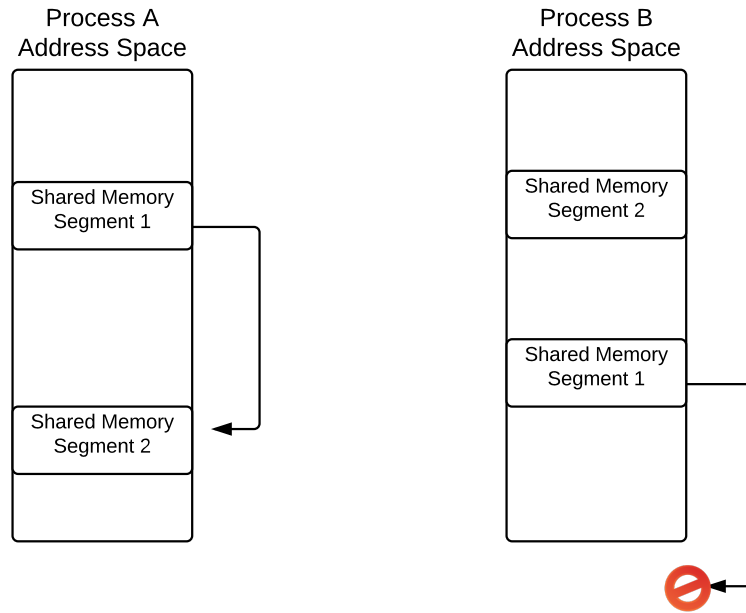 Process A
Address Space
Shared Memory
Segment 1
Shared Memory
Segment 2
Process B
Address Space
Shared Memory
Segment 2
Shared Memory
Segment 1